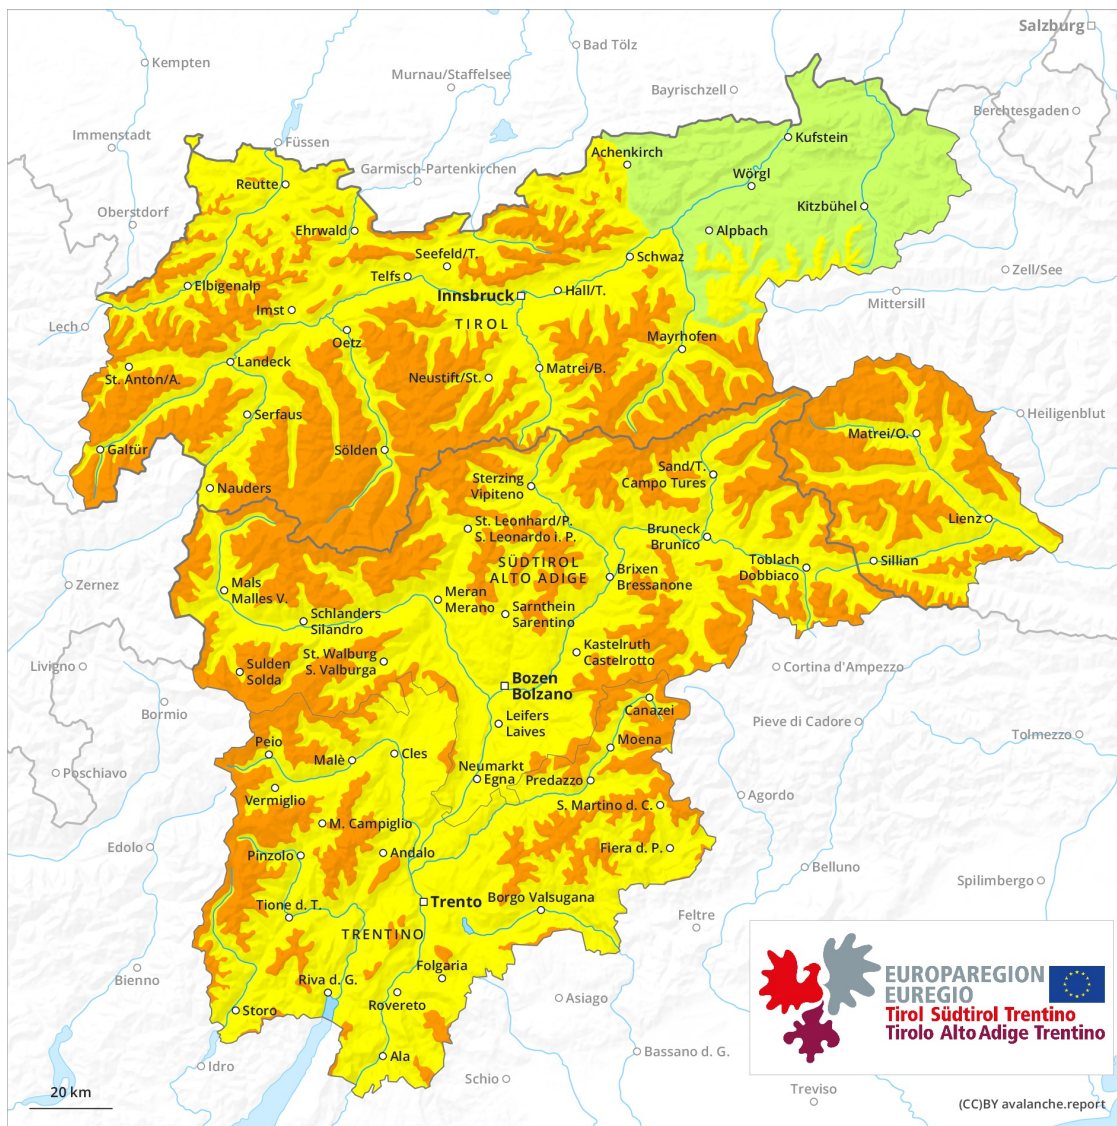 Salzburg
Bad Tölz
Kempten
Murnau/Staffelsee
Bayrischzell
Berchtesgaden
Immenstadt
Füssen
Kufstein
Achenkirch
Garmisch-Partenkirchen
Wörgl
Reutte
Oberstdorf
Kitzbühel
Ehrwald
Alpbach
Seefeld/T.
Schwaz
Telfs
Zell/See
Elbigenalp
Innsbruck
Hall/T.
Mittersill
Imst
TIROL
Lech
Oetz
Mayrhofen
Landeck
Matrei/B.
St. Anton/A.
Neustift/St.
Serfaus
Heiligenblut
Matrei/O.
Galtür
Sölden
Sand/T.
Campo Tures
Sterzing
Vipiteno
Nauders
Lienz
St. Leonhard/P.
S. Leonardo i. P.
Bruneck
Brunico
SÜDTIROL
ALTO ADIGE
Toblach
Dobbiaco
Sillian
Zernez
Brixen
Bressanone
Mals
Malles V.
Meran
Merano
Schlanders
Silandro
Sarnthein
Sarentino
Kastelruth
Castelrotto
St. Walburg
S. Valburga
Livigno
Sulden
Solda
Cortina d'Ampezzo
Bozen
Bolzano
Canazei
Bormio
Leifers
Laives
Pieve di Cadore
Tolmezzo
Peio
Moena
Cles
Malè
Poschiavo
Neumarkt
Egna
Predazzo
Vermiglio
Agordo
S. Martino d. C.
M. Campiglio
Edolo
Pinzolo
Andalo
Fiera d. P.
Belluno
Spilimbergo
Borgo Valsugana
Trento
Tione d. T.
Feltre
TRENTINO
Folgaria
Bienno
Riva d. G.
EUROPAREGION
EUREGIO
Asiago
Rovereto
Storo
Tirol Südtirol Trentino
Tirolo Alto Adige Trentino
Ala
Bassano d. G.
Idro
Schio
Treviso
20 km
(CC)BY avalanche.report